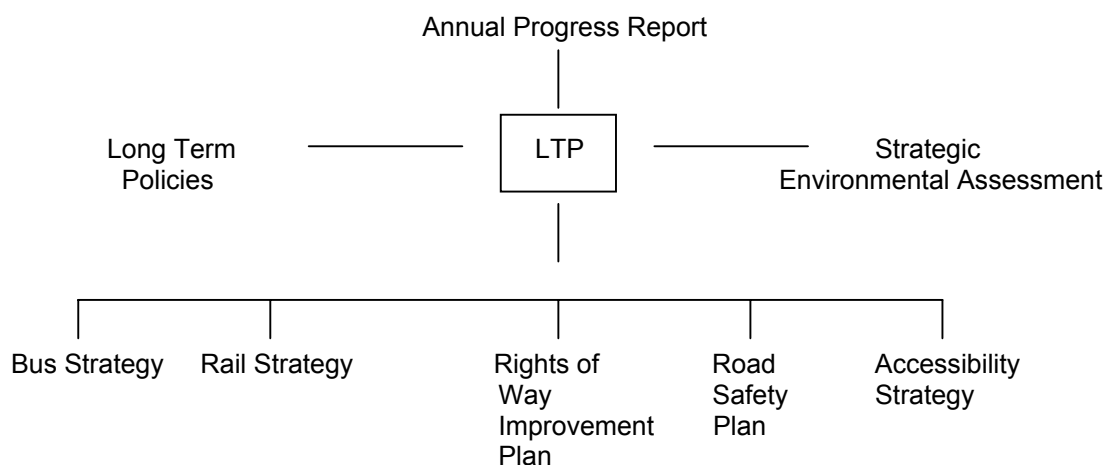 Annual Progress Report
Long Term
Policies
LTP
Strategic
Environmental Assessment
Bus Strategy
Rail Strategy
Rights of
Way
Improvement
Plan
Road
Safety
Plan
Accessibility
Strategy